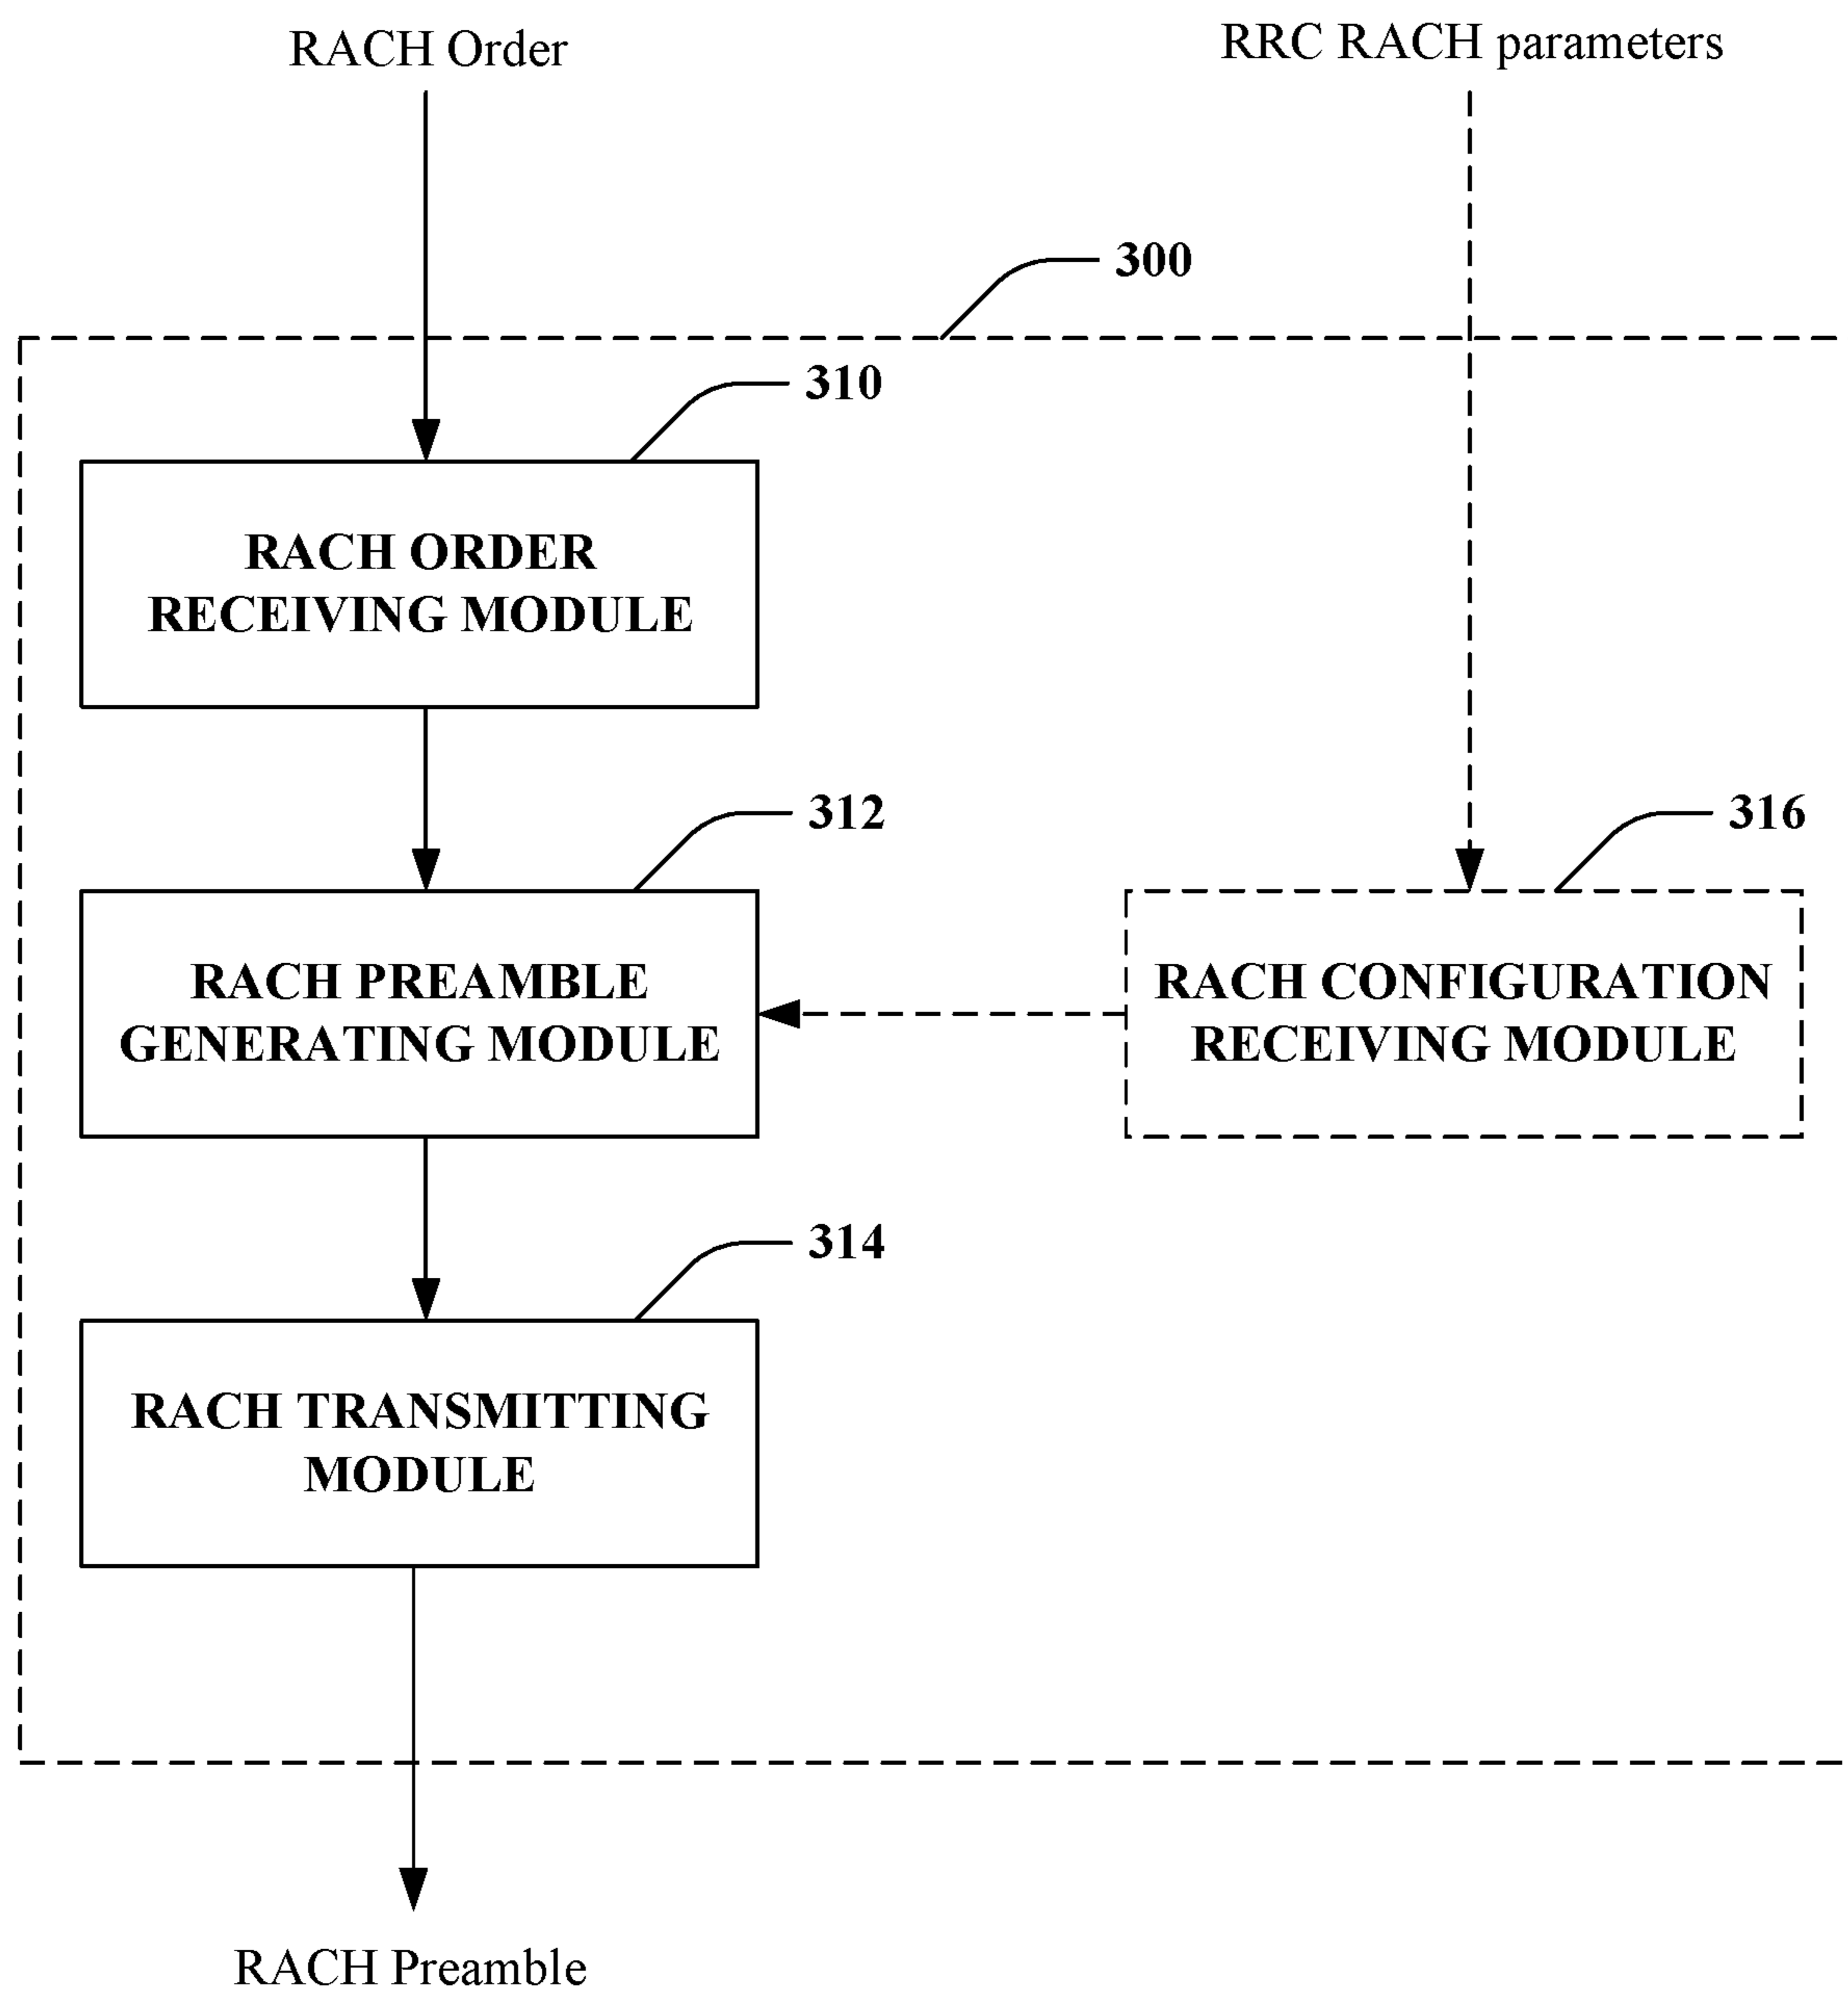 RACH Order
RRC RACH parameters
300
310
RACH ORDER
RECEIVING MODULE
312
316
RACH PREAMBLE
GENERATING MODULE
RACH CONFIGURATION
RECEIVING MODULE
314
RACH TRANSMITTING
MODULE
RACH Preamble